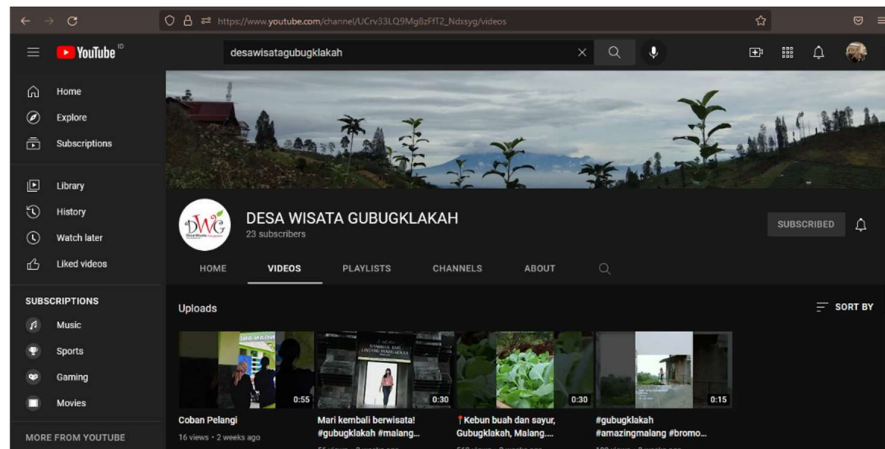 https://www.youtube.com/channel/UCrv33LQ9Mg8zFfT2_Ndxsyg/videos
YouTube ID
desawisatagubugklakah
Home
Explore
Subscriptions
Library
History
Watch later
Liked videos
SUBSCRIPTIONS
Music
Sports
Gaming
Movies
MORE FROM YOUTUBE
DWG
DESA WISATA GUBUGKLAKAH
23 subscribers
SUBSCRIBED
HOME VIDEOS PLAYLISTS CHANNELS ABOUT
Uploads
SORT BY
0:55
0:30
0:30
0:15
Coban Pelangi
16 views • 2 weeks ago
Mari kembali berwisata!
#gubugklakah #malang...
Kebun buah dan sayur,
Gubugklakah, Malang....
#gubugklakah
#amazingmalang #bromo...